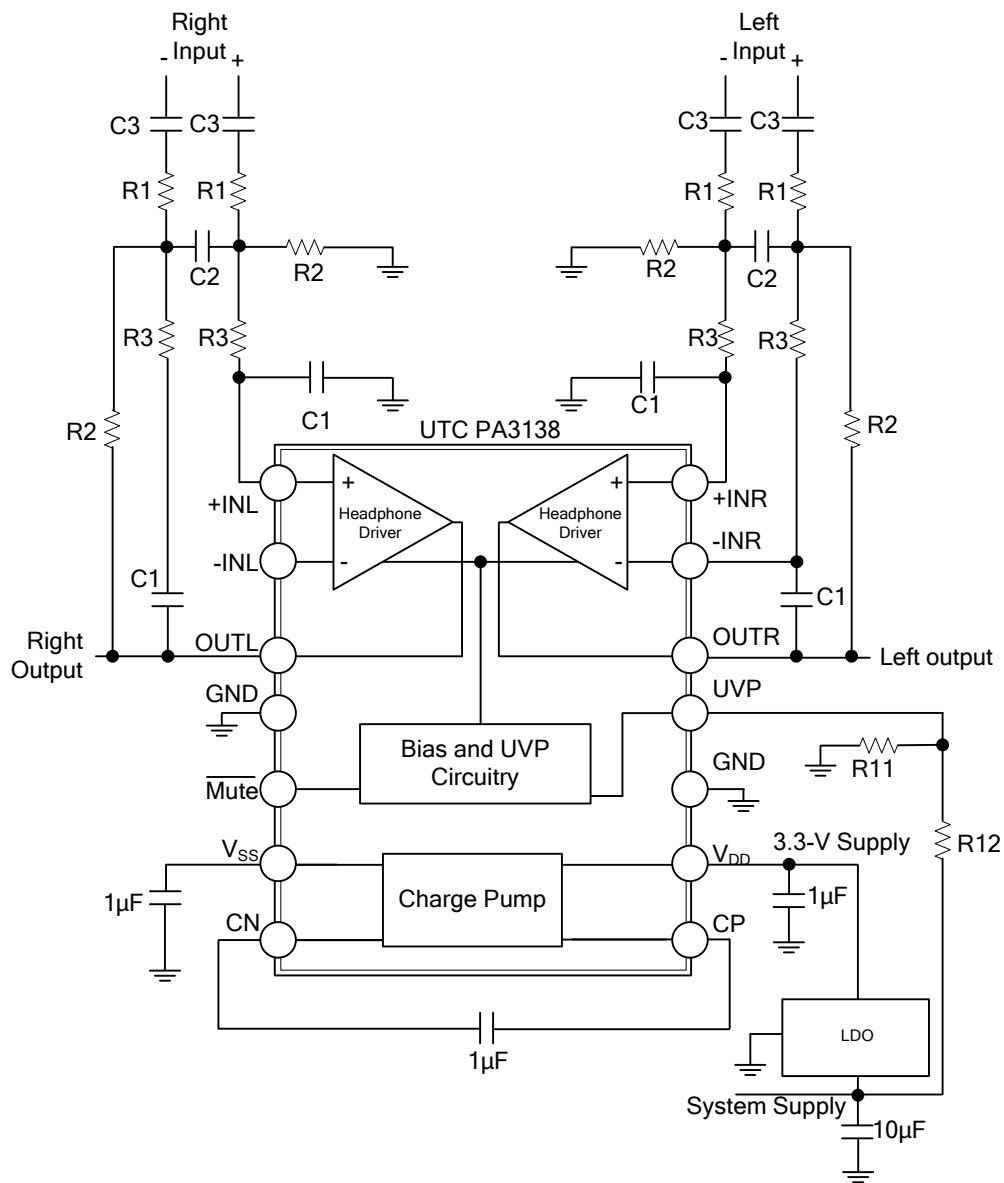 Right
Input
- +
Left
Input
- +
C3 C3
C3 C3
R1 R1
R1 R1
C2
R2
R2
C2
R3 R3
R3 R3
C1
C1
R2
R2
UTC PA3138
+INL
+
Headphone
Driver
-
+
Headphone
Driver
-
+INR
-INL
-INR
C1
C1
Right
Output
OUTL
OUTR
Left output
GND
UVP
Bias and UVP
Circuitry
R11
Mute
GND
R12
VSS
VDD
3.3-V Supply
1µF
Charge Pump
1µF
CN
CP
1µF
LDO
System Supply
10µF